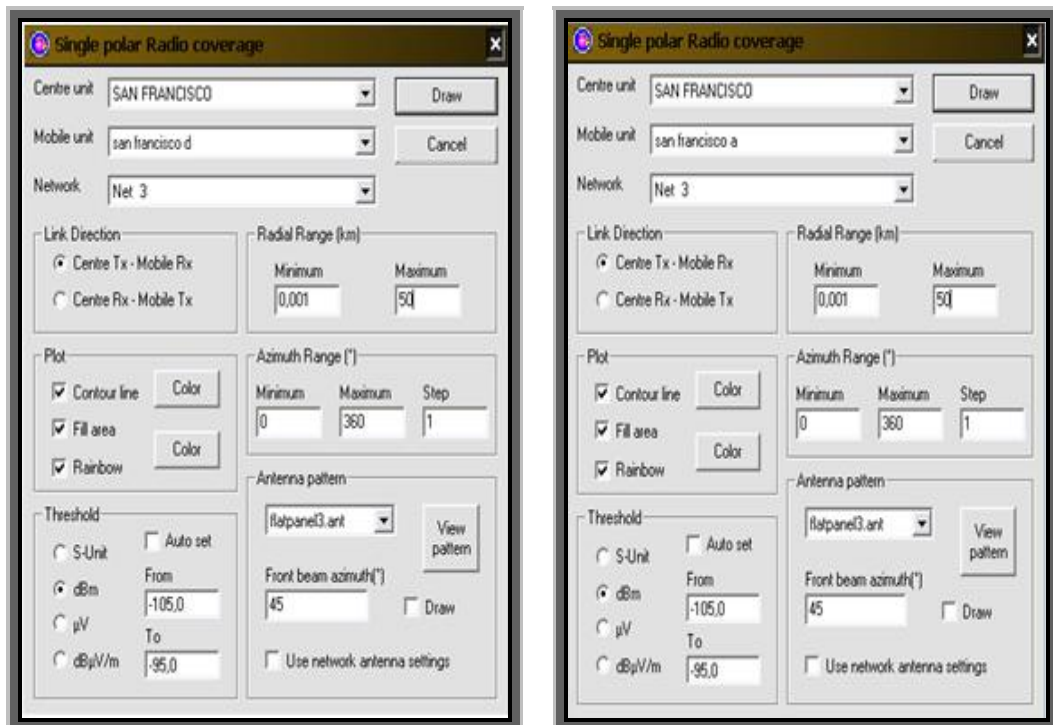 Single polar Radio coverage
Centre unit SAN FRANCISCO Draw
Mobile unit san francisco d Cancel
Network Net 3
Link Direction Radial Range (km)
Centre Tx - Mobile Rx Minimum Maximum
Centre Rx - Mobile Tx 0,001 50
Plot Azimuth Range (°)
Contour line Color Minimum Maximum Step
Fill area 0 360 1
Rainbow Color
Antenna pattern
Threshold flatpanel3.ant View pattern
S-Unit Auto set
dBm From Front beam azimuth(°)
-105,0 45 Draw
µV To
dBµV/m -95,0 Use network antenna settings
Single polar Radio coverage
Centre unit SAN FRANCISCO Draw
Mobile unit san francisco a Cancel
Network Net 3
Link Direction Radial Range (km)
Centre Tx - Mobile Rx Minimum Maximum
Centre Rx - Mobile Tx 0,001 50
Plot Azimuth Range (°)
Contour line Color Minimum Maximum Step
Fill area 0 360 1
Rainbow Color
Antenna pattern
Threshold flatpanel3.ant View pattern
S-Unit Auto set
dBm From Front beam azimuth(°)
-105,0 45 Draw
µV To
dBµV/m -95,0 Use network antenna settings